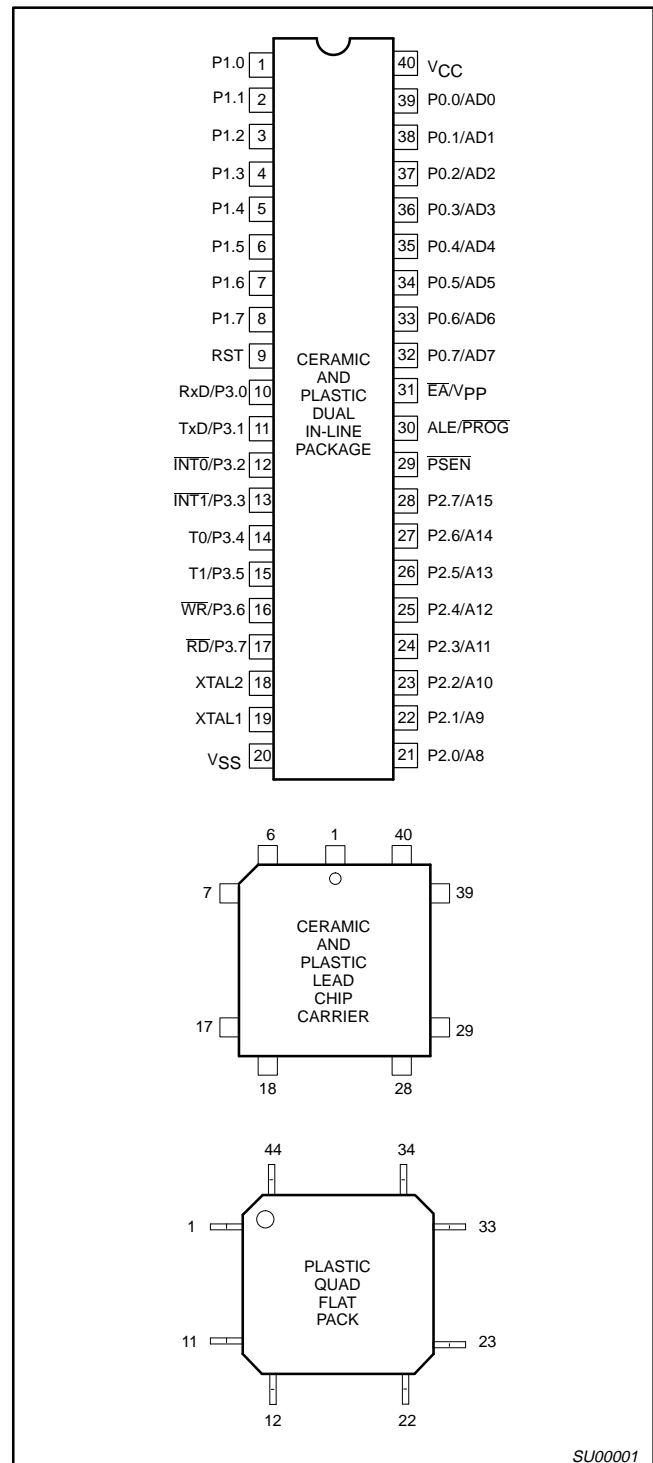 P1.0 1 40 VCC
P1.1 2 39 P0.0/AD0
P1.2 3 38 P0.1/AD1
P1.3 4 37 P0.2/AD2
P1.4 5 36 P0.3/AD3
P1.5 6 35 P0.4/AD4
P1.6 7 34 P0.5/AD5
P1.7 8 33 P0.6/AD6
RST 9 32 P0.7/AD7
RxD/P3.0 10 31 E̅A̅/VPP
TxD/P3.1 11 30 ALE/P̅R̅O̅G̅
I̅N̅T̅0̅/P3.2 12 29 P̅S̅E̅N̅
I̅N̅T̅1̅/P3.3 13 28 P2.7/A15
T0/P3.4 14 27 P2.6/A14
T1/P3.5 15 26 P2.5/A13
W̅R̅/P3.6 16 25 P2.4/A12
R̅D̅/P3.7 17 24 P2.3/A11
XTAL2 18 23 P2.2/A10
XTAL1 19 22 P2.1/A9
VSS 20 21 P2.0/A8
CERAMIC
AND
PLASTIC
DUAL
IN-LINE
PACKAGE
6 1 40
7 39
CERAMIC
AND
PLASTIC
LEAD
CHIP
CARRIER
17 29
18 28
44 34
1 33
PLASTIC
QUAD
FLAT
PACK
11 23
12 22
SU00001